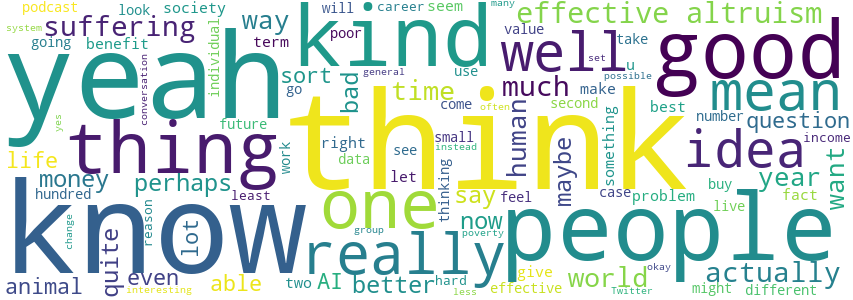 podcast look society will career seem many
suffering way kind effective altruism
system going benefit term poor value take
yeah individual sort go general use well set u possible good
conversation bad time much make mean
yes future come second best number question
thing right small often human maybe something idea income
life work data see instead think want
money perhaps let thinking say feel case problem buy fact year
hundred least one now live
know reason lot group poverty people
change quite really okay world actually
animal even able two AI better hard give
interesting less effective Twitter might different